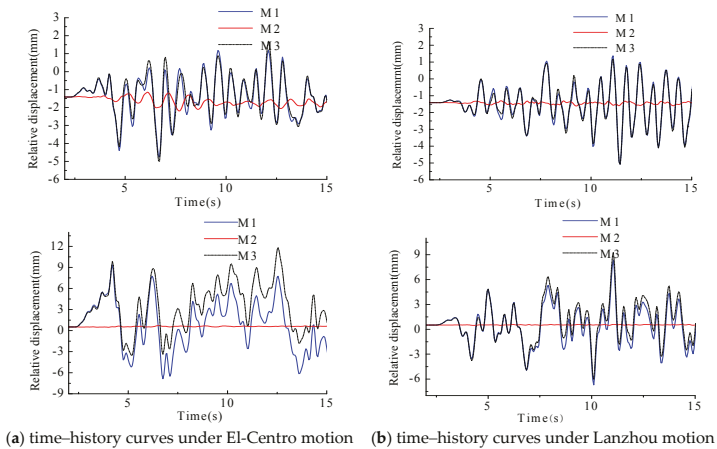 3
2
1
0
-1
-2
-3
-4
-5
-6
Relative displacement(mm)
M 1
M 2
M 3
5
10
15
Time(s)
3
2
1
0
-1
-2
-3
-4
-5
-6
Relative displacement(mm)
M 1
M 2
M 3
5
10
15
Time(s)
12
9
6
3
0
-3
-6
-9
Relative displacement(mm)
M 1
M 2
M 3
5
10
15
Time(s)
9
6
3
0
-3
-6
Relative displacement(mm)
M 1
M 2
M 3
5
10
15
Time(s)
(a) time–history curves under El-Centro motion
(b) time–history curves under Lanzhou motion